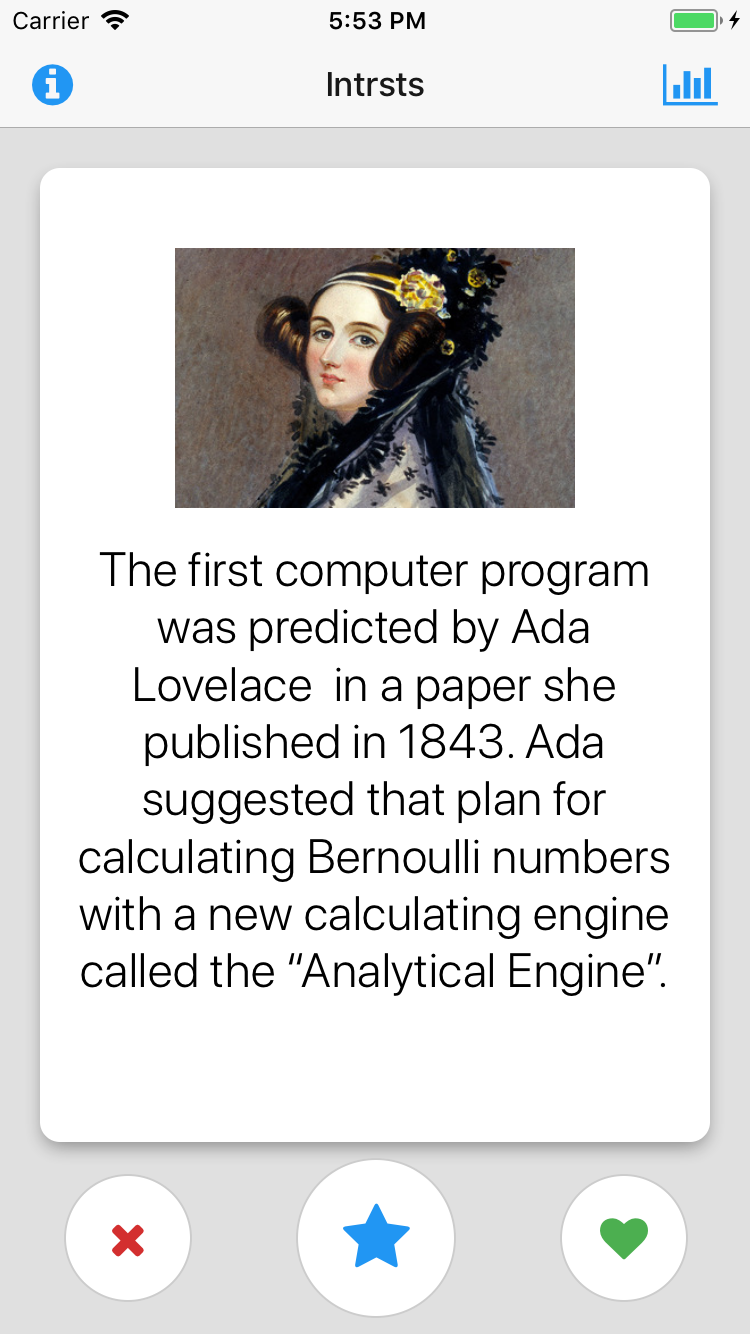 Carrier 5:53 PM
Intrsts
The first computer program
was predicted by Ada
Lovelace  in a paper she
published in 1843. Ada
suggested that plan for
calculating Bernoulli numbers
with a new calculating engine
called the “Analytical Engine”.